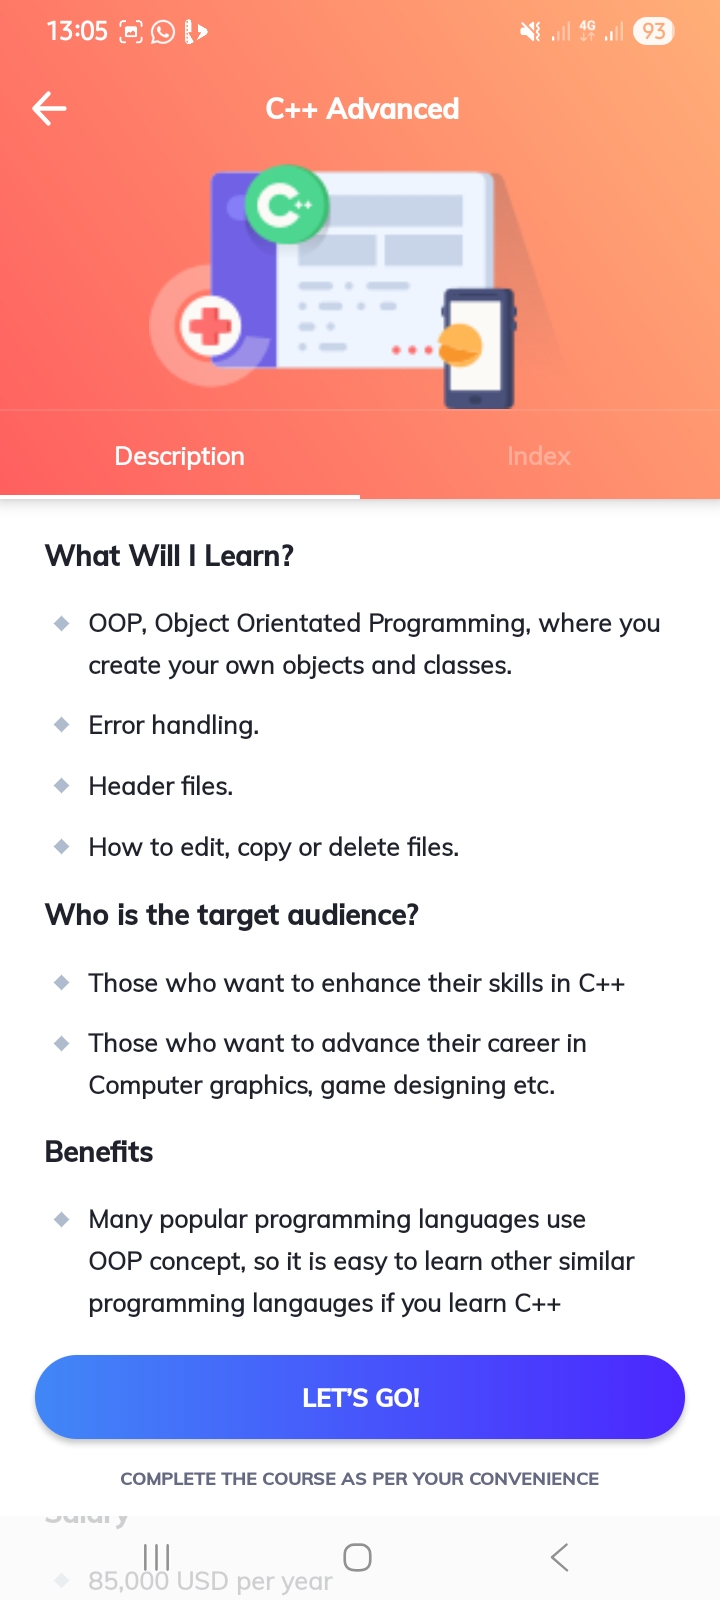 13:05
4G
93
C++ Advanced
C++
Description
Index
What Will I Learn?
OOP, Object Orientated Programming, where you
create your own objects and classes.
Error handling.
Header files.
How to edit, copy or delete files.
Who is the target audience?
Those who want to enhance their skills in C++
Those who want to advance their career in
Computer graphics, game designing etc.
Benefits
Many popular programming languages use
OOP concept, so it is easy to learn other similar
programming langauges if you learn C++
LET'S GO!
COMPLETE THE COURSE AS PER YOUR CONVENIENCE
Salary
85,000 USD per year